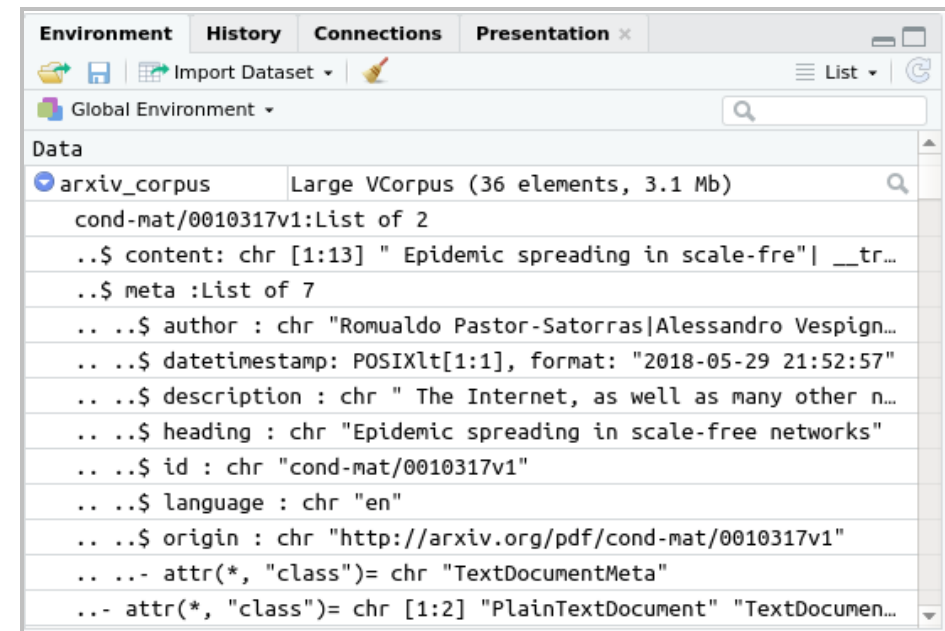 Environment History Connections Presentation ×
Import Dataset List
Global Environment
Data
arxiv_corpus Large VCorpus (36 elements, 3.1 Mb)
cond-mat/0010317v1:List of 2
..$ content: chr [1:13] " Epidemic spreading in scale-fre"| __tr…
..$ meta :List of 7
.. ..$ author : chr "Romualdo Pastor-Satorras|Alessandro Vespign…
.. ..$ datetimestamp: POSIXlt[1:1], format: "2018-05-29 21:52:57"
.. ..$ description : chr " The Internet, as well as many other n…
.. ..$ heading : chr "Epidemic spreading in scale-free networks"
.. ..$ id : chr "cond-mat/0010317v1"
.. ..$ language : chr "en"
.. ..$ origin : chr "http://arxiv.org/pdf/cond-mat/0010317v1"
.. ..- attr(*, "class")= chr "TextDocumentMeta"
..- attr(*, "class")= chr [1:2] "PlainTextDocument" "TextDocumen…